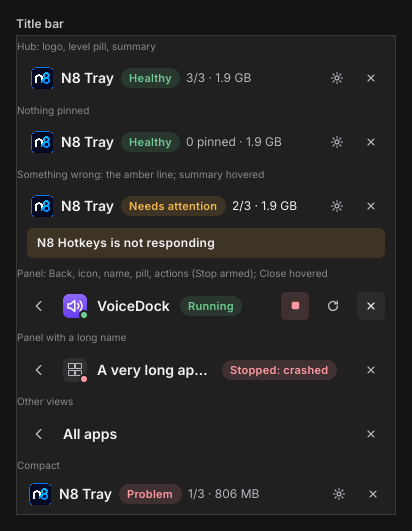 Title bar
Hub: logo, level pill, summary
n8 N8 Tray Healthy 3/3 · 1.9 GB
Nothing pinned
n8 N8 Tray Healthy 0 pinned · 1.9 GB
Something wrong: the amber line; summary hovered
n8 N8 Tray Needs attention 2/3 · 1.9 GB
N8 Hotkeys is not responding
Panel: Back, icon, name, pill, actions (Stop armed); Close hovered
VoiceDock Running
Panel with a long name
A very long ap... Stopped: crashed
Other views
All apps
Compact
n8 N8 Tray Problem 1/3 · 806 MB